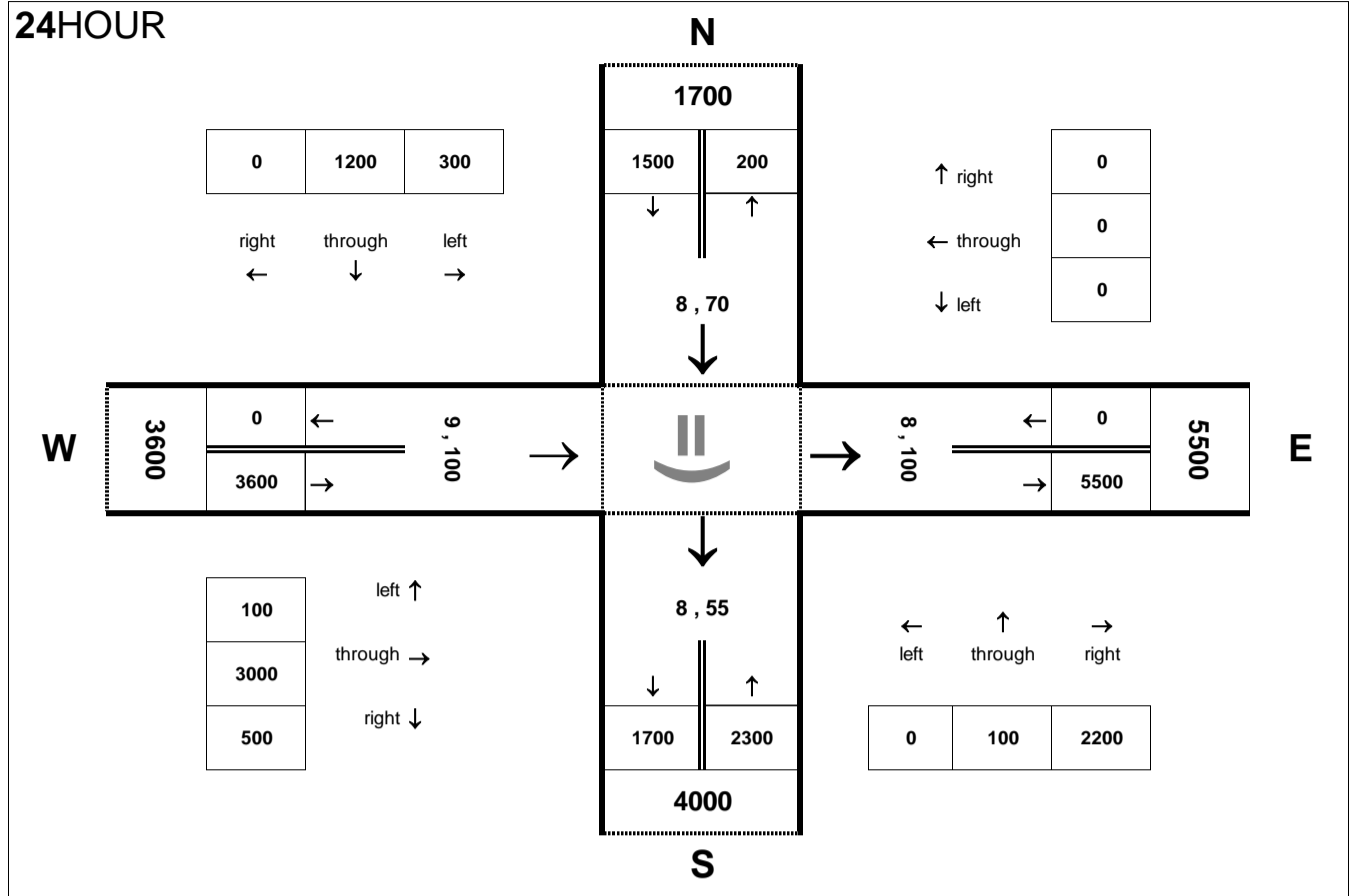 24HOUR
N
1700
1500 200
↓ ↑
0 1200 300
right through left
← ↓ →
↑ right 0
← through 0
↓ left 0
8 , 70
↓
W
3600
0 ←
3600 →
9 , 100
→
=)
→
8 , 100
← 0
→ 5500
5500
E
↓
8 , 55
100 left ↑
3000 through →
500 right ↓
← ↑ →
left through right
0 100 2200
↓ ↑
1700 2300
4000
S